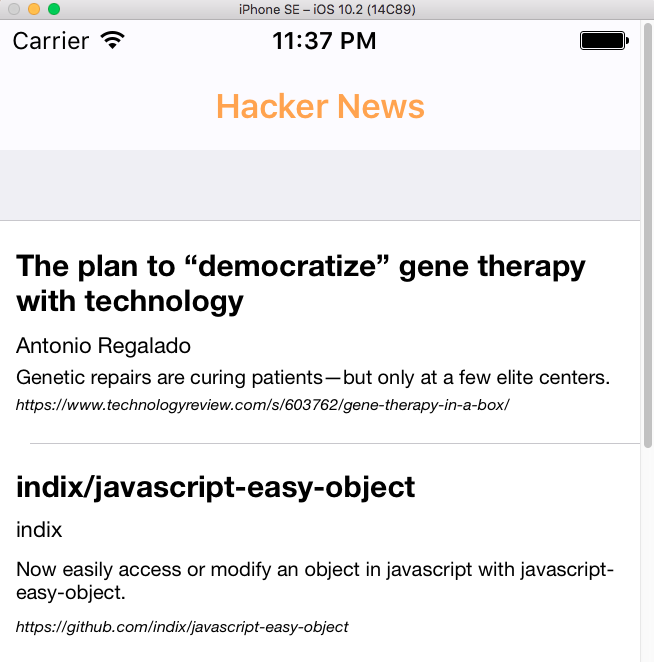 iPhone SE – iOS 10.2 (14C89)
Carrier 11:37 PM
Hacker News
The plan to “democratize” gene therapy
with technology
Antonio Regalado
Genetic repairs are curing patients—but only at a few elite centers.
https://www.technologyreview.com/s/603762/gene-therapy-in-a-box/
indix/javascript-easy-object
indix
Now easily access or modify an object in javascript with javascript-
easy-object.
https://github.com/indix/javascript-easy-object